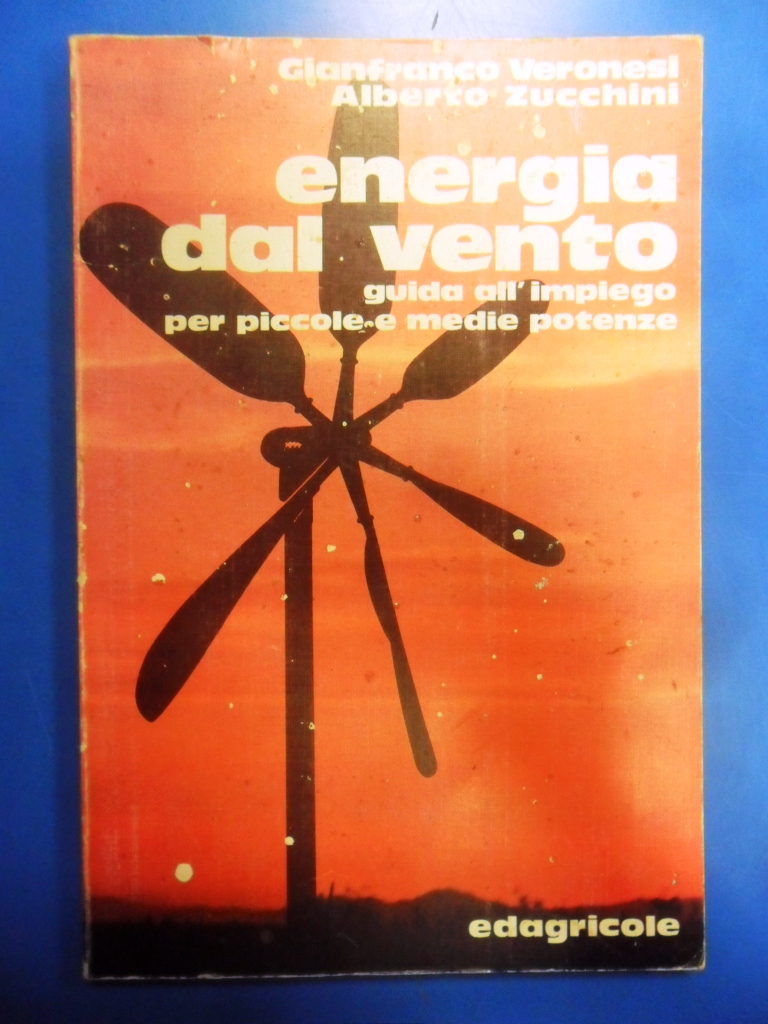 Gianfranco Veronesi
Alberto Zucchini
energia
dal vento
guida all'impiego
per piccole e medie potenze
edagricole